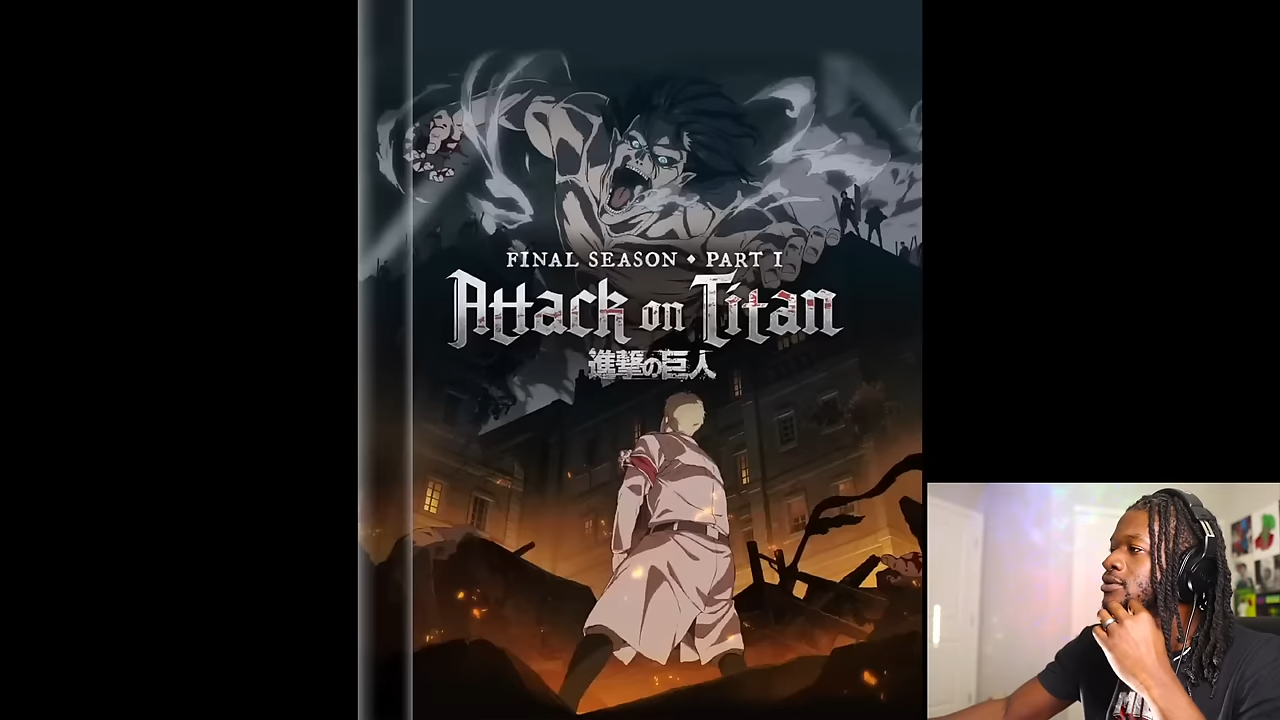 FINAL SEASON • PART I
Attack on Titan
進撃の巨人